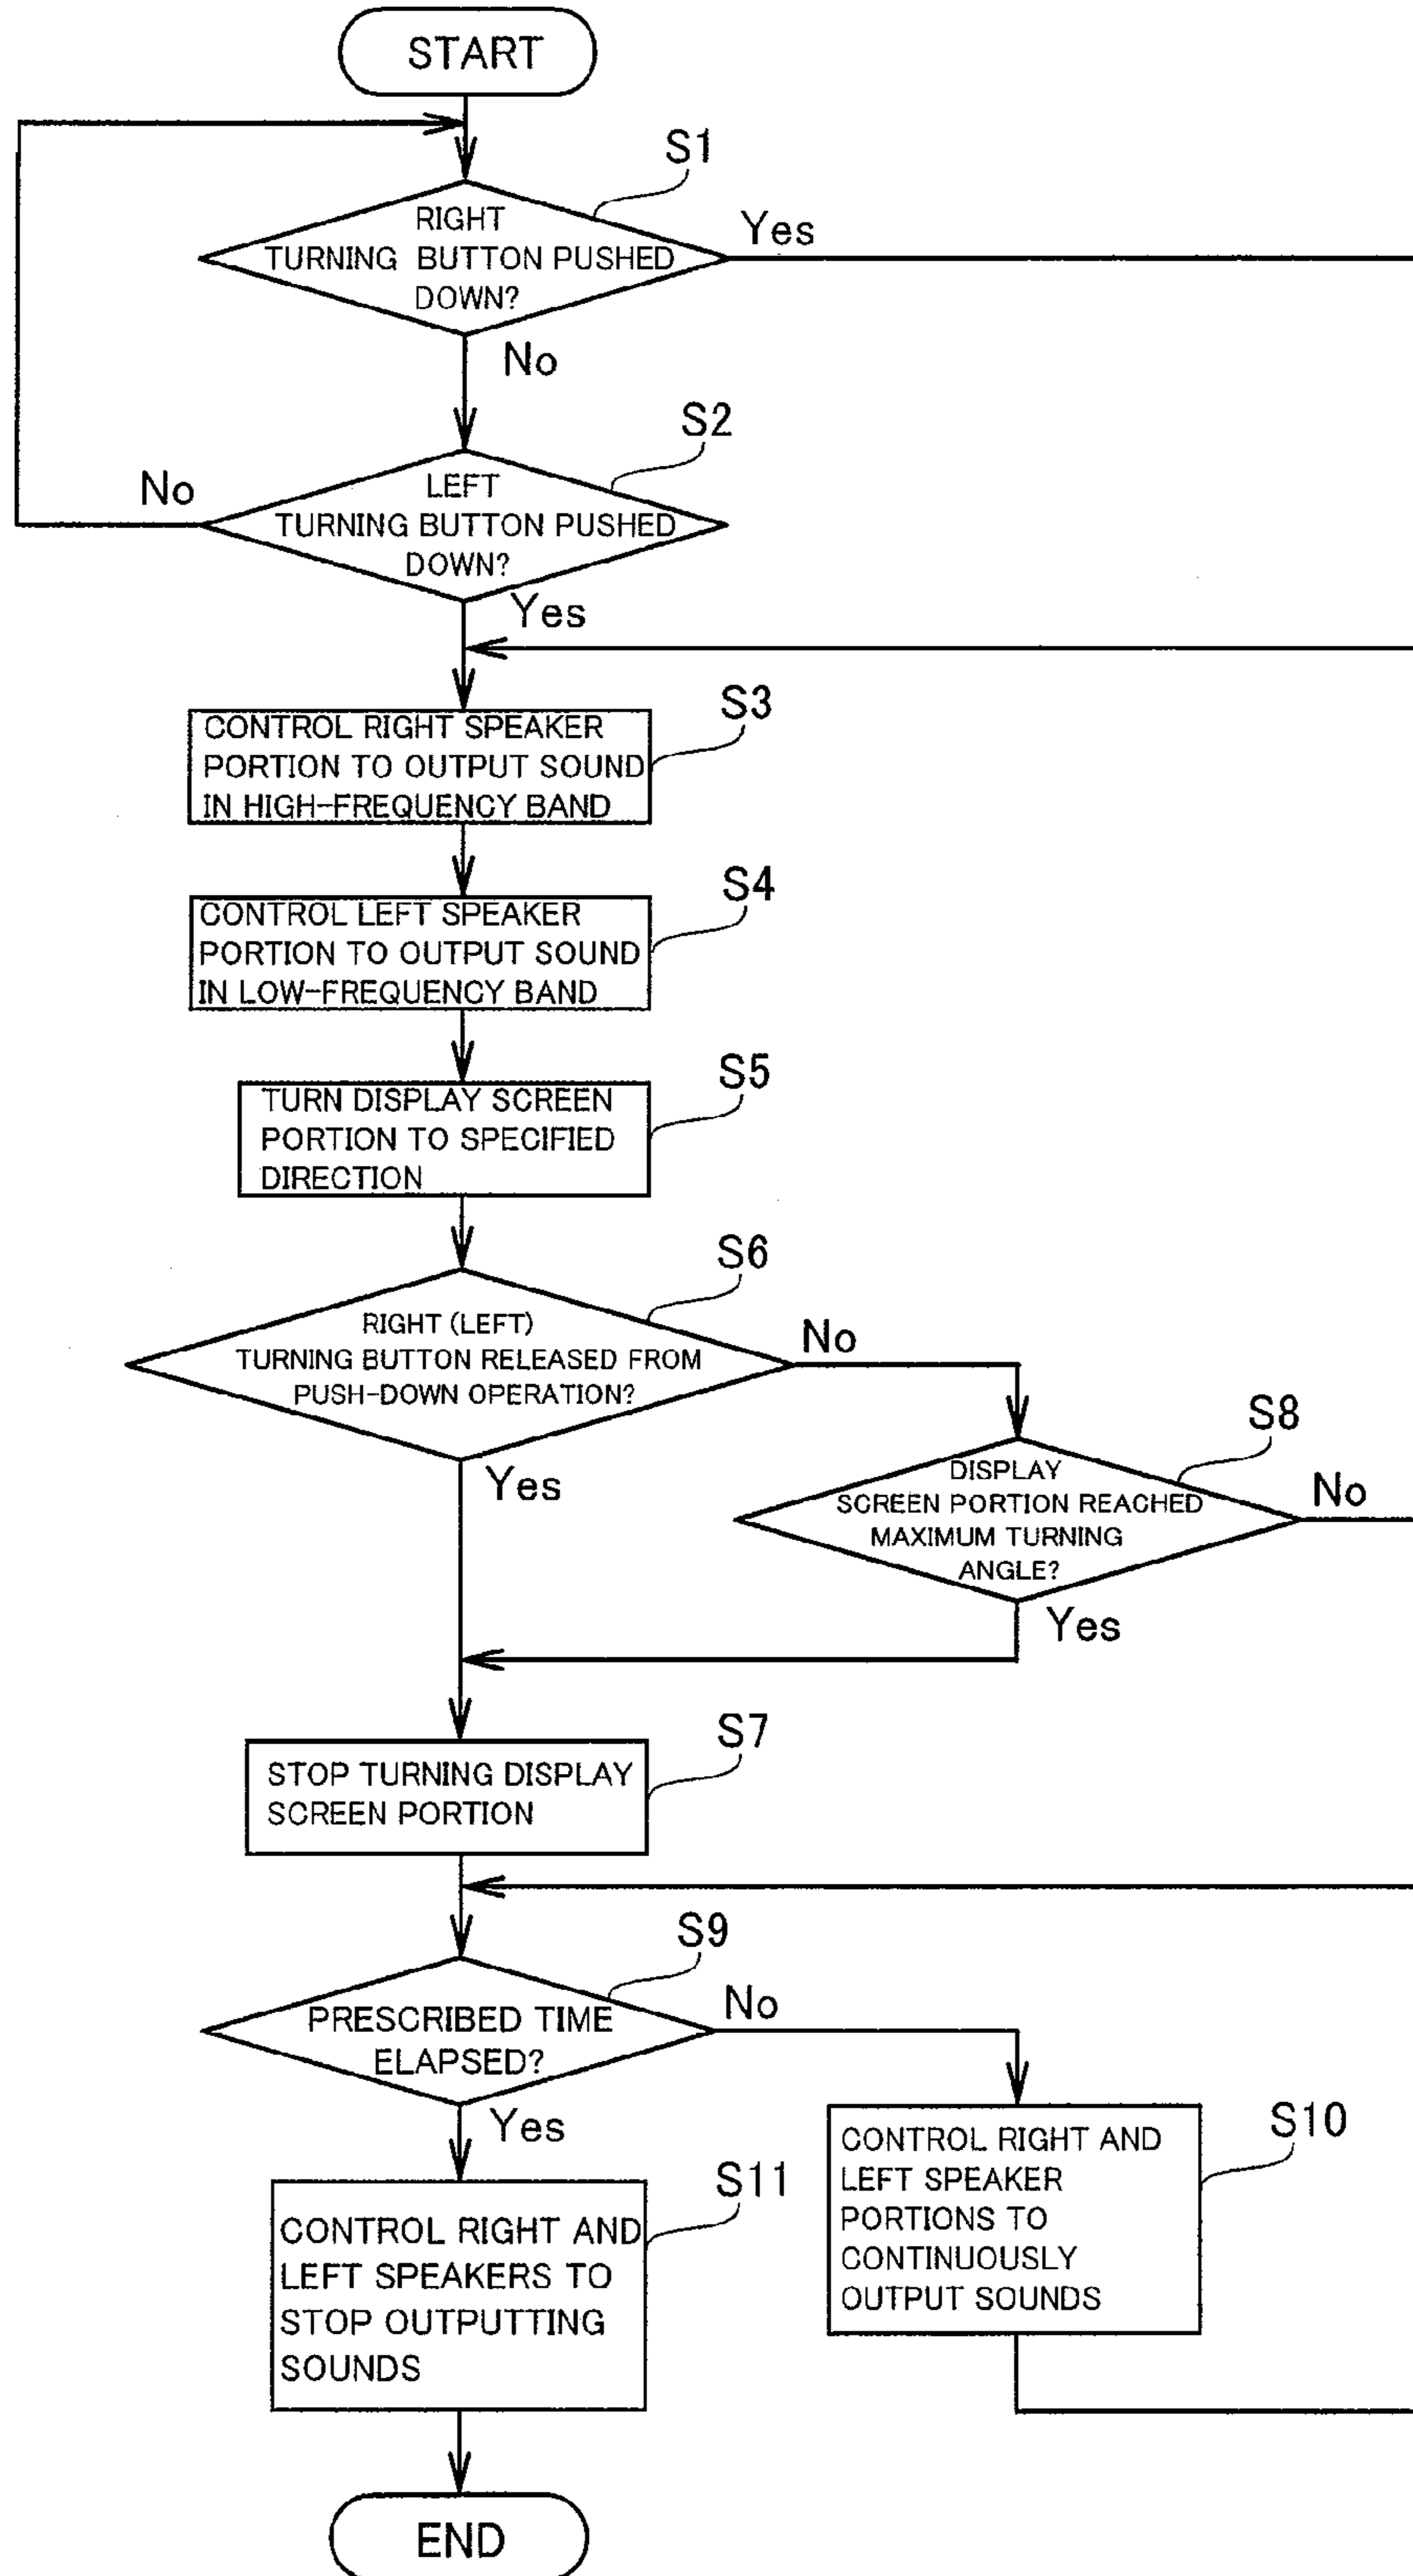 START
S1
RIGHT
TURNING BUTTON PUSHED
DOWN?
Yes
No
S2
LEFT
TURNING BUTTON PUSHED
DOWN?
No
Yes
S3
CONTROL RIGHT SPEAKER
PORTION TO OUTPUT SOUND
IN HIGH-FREQUENCY BAND
S4
CONTROL LEFT SPEAKER
PORTION TO OUTPUT SOUND
IN LOW-FREQUENCY BAND
S5
TURN DISPLAY SCREEN
PORTION TO SPECIFIED
DIRECTION
S6
RIGHT (LEFT)
TURNING BUTTON RELEASED FROM
PUSH-DOWN OPERATION?
No
Yes
S8
DISPLAY
SCREEN PORTION REACHED
MAXIMUM TURNING
ANGLE?
No
Yes
S7
STOP TURNING DISPLAY
SCREEN PORTION
S9
PRESCRIBED TIME
ELAPSED?
No
Yes
S10
CONTROL RIGHT AND
LEFT SPEAKER
PORTIONS TO
CONTINUOUSLY
OUTPUT SOUNDS
S11
CONTROL RIGHT AND
LEFT SPEAKERS TO
STOP OUTPUTTING
SOUNDS
END